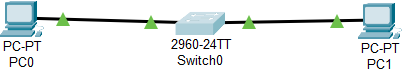 PC-PT
PC0
2960-24TT
Switch0
PC-PT
PC1